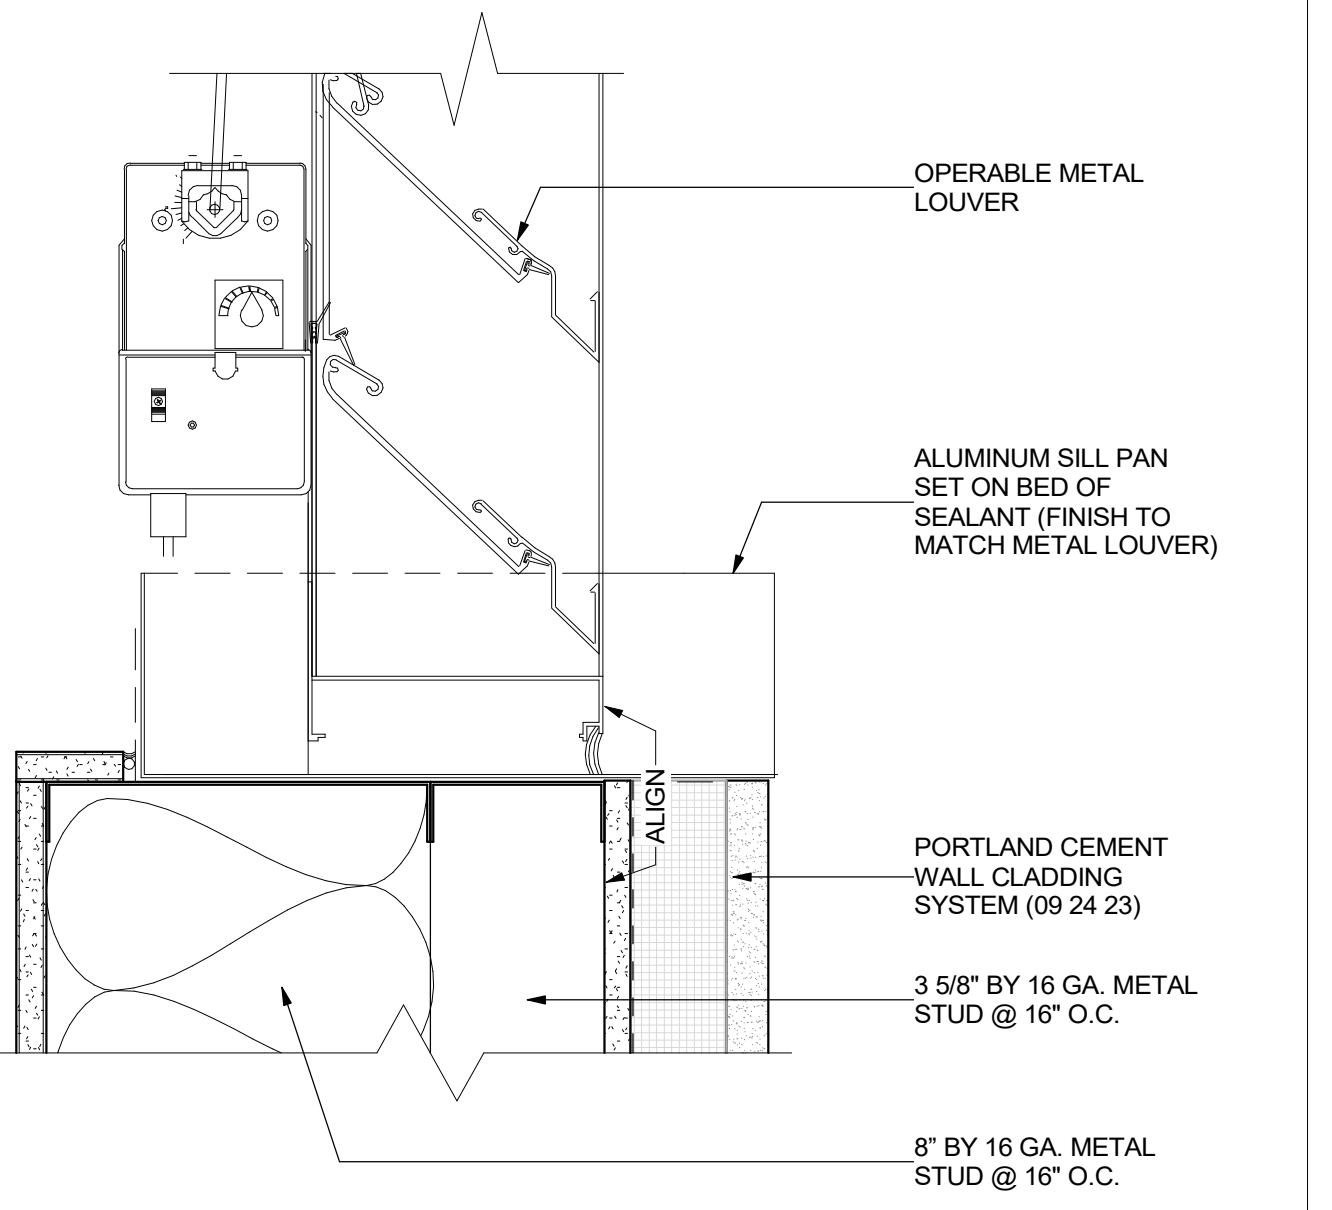 OPERABLE METAL
LOUVER
ALUMINUM SILL PAN
SET ON BED OF
SEALANT (FINISH TO
MATCH METAL LOUVER)
ALIGN
PORTLAND CEMENT
WALL CLADDING
SYSTEM (09 24 23)
3 5/8" BY 16 GA. METAL
STUD @ 16" O.C.
8” BY 16 GA. METAL
STUD @ 16" O.C.